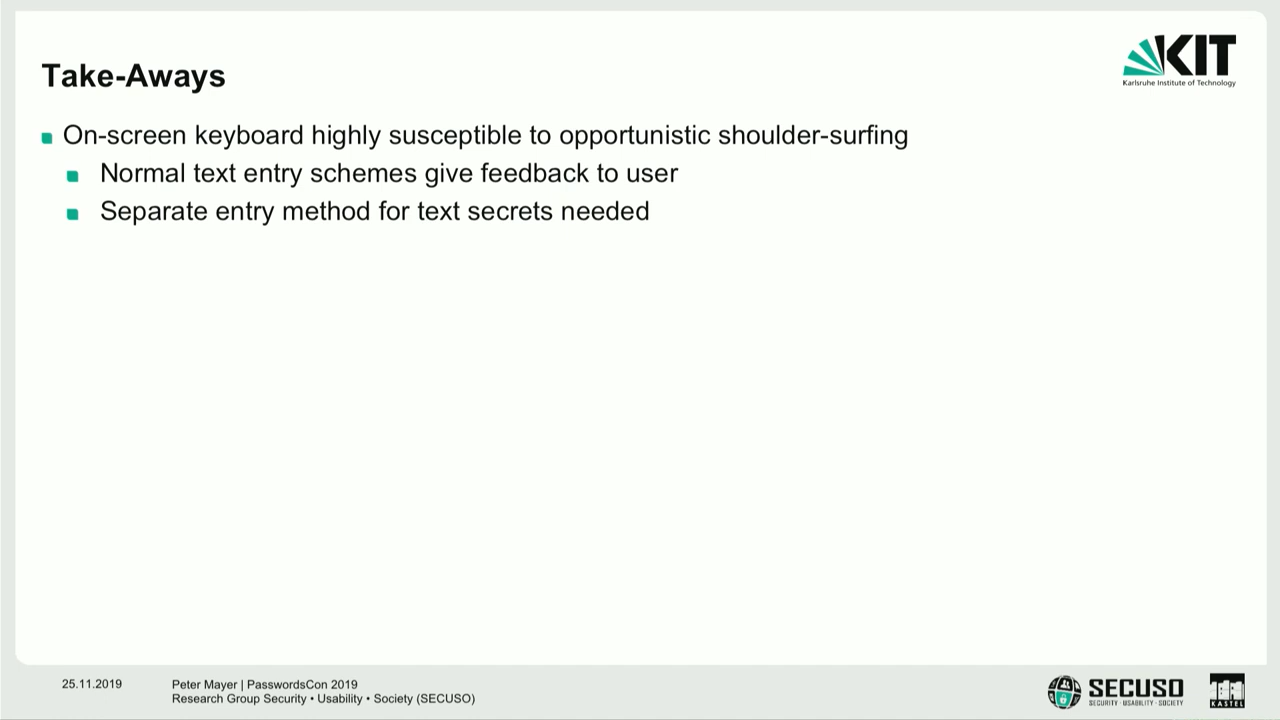 Take-Aways
KIT
Karlsruhe Institute of Technology
On-screen keyboard highly susceptible to opportunistic shoulder-surfing
Normal text entry schemes give feedback to user
Separate entry method for text secrets needed
25.11.2019
Peter Mayer | PasswordsCon 2019
Research Group Security • Usability • Society (SECUSO)
SECUSO
SECURITY · USABILITY · SOCIETY
KASTEL